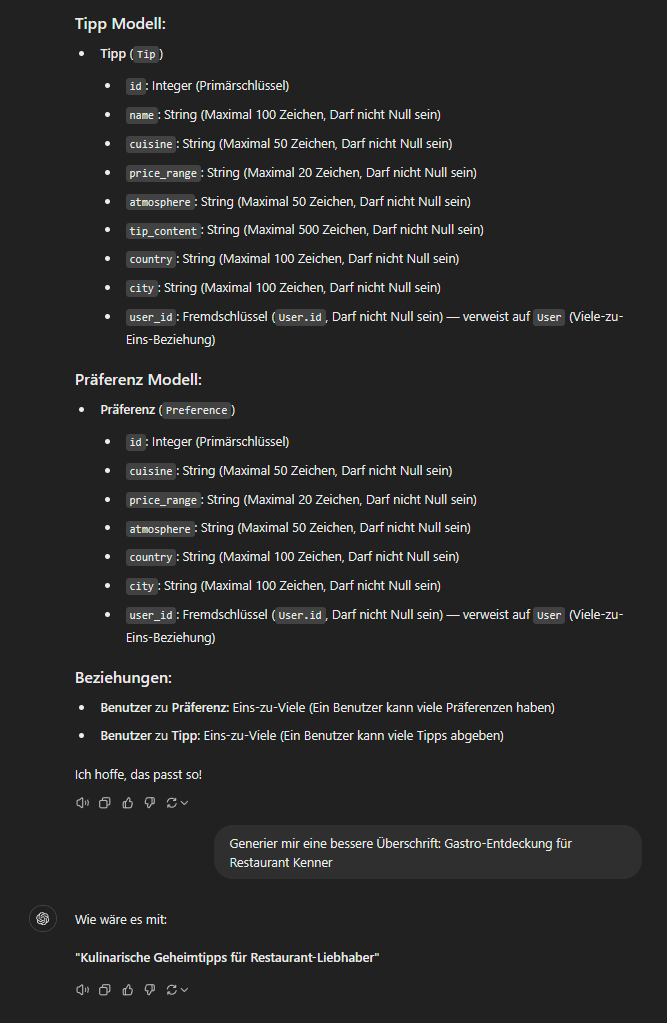 Tipp Modell:
Tipp (Tip)
id: Integer (Primärschlüssel)
name: String (Maximal 100 Zeichen, Darf nicht Null sein)
cuisine: String (Maximal 50 Zeichen, Darf nicht Null sein)
price_range: String (Maximal 20 Zeichen, Darf nicht Null sein)
atmosphere: String (Maximal 50 Zeichen, Darf nicht Null sein)
tip_content: String (Maximal 500 Zeichen, Darf nicht Null sein)
country: String (Maximal 100 Zeichen, Darf nicht Null sein)
city: String (Maximal 100 Zeichen, Darf nicht Null sein)
user_id: Fremdschlüssel (User.id, Darf nicht Null sein) — verweist auf User (Viele-zu-
Eins-Beziehung)
Präferenz Modell:
Präferenz (Preference)
id: Integer (Primärschlüssel)
cuisine: String (Maximal 50 Zeichen, Darf nicht Null sein)
price_range: String (Maximal 20 Zeichen, Darf nicht Null sein)
atmosphere: String (Maximal 50 Zeichen, Darf nicht Null sein)
country: String (Maximal 100 Zeichen, Darf nicht Null sein)
city: String (Maximal 100 Zeichen, Darf nicht Null sein)
user_id: Fremdschlüssel (User.id, Darf nicht Null sein) — verweist auf User (Viele-zu-
Eins-Beziehung)
Beziehungen:
Benutzer zu Präferenz: Eins-zu-Viele (Ein Benutzer kann viele Präferenzen haben)
Benutzer zu Tipp: Eins-zu-Viele (Ein Benutzer kann viele Tipps abgeben)
Ich hoffe, das passt so!
Generier mir eine bessere Überschrift: Gastro-Entdeckung für
Restaurant Kenner
Wie wäre es mit:
"Kulinarische Geheimtipps für Restaurant-Liebhaber"